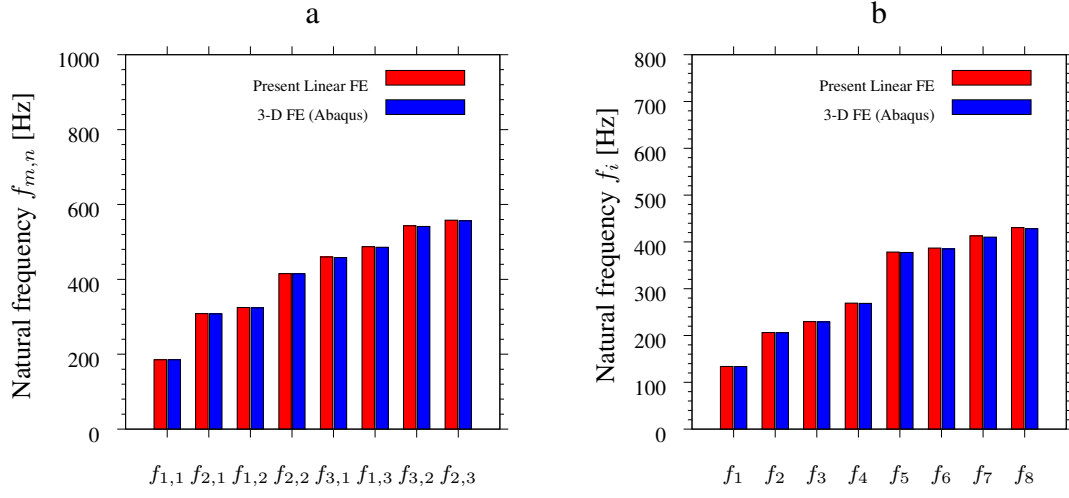 a
Natural frequency f_{m,n} [Hz]
1000
800
600
400
200
0
Present Linear FE
3-D FE (Abaqus)
f_{1,1} f_{2,1} f_{1,2} f_{2,2} f_{3,1} f_{1,3} f_{3,2} f_{2,3}
b
Natural frequency f_i [Hz]
800
700
600
500
400
300
200
100
0
Present Linear FE
3-D FE (Abaqus)
f_1 f_2 f_3 f_4 f_5 f_6 f_7 f_8